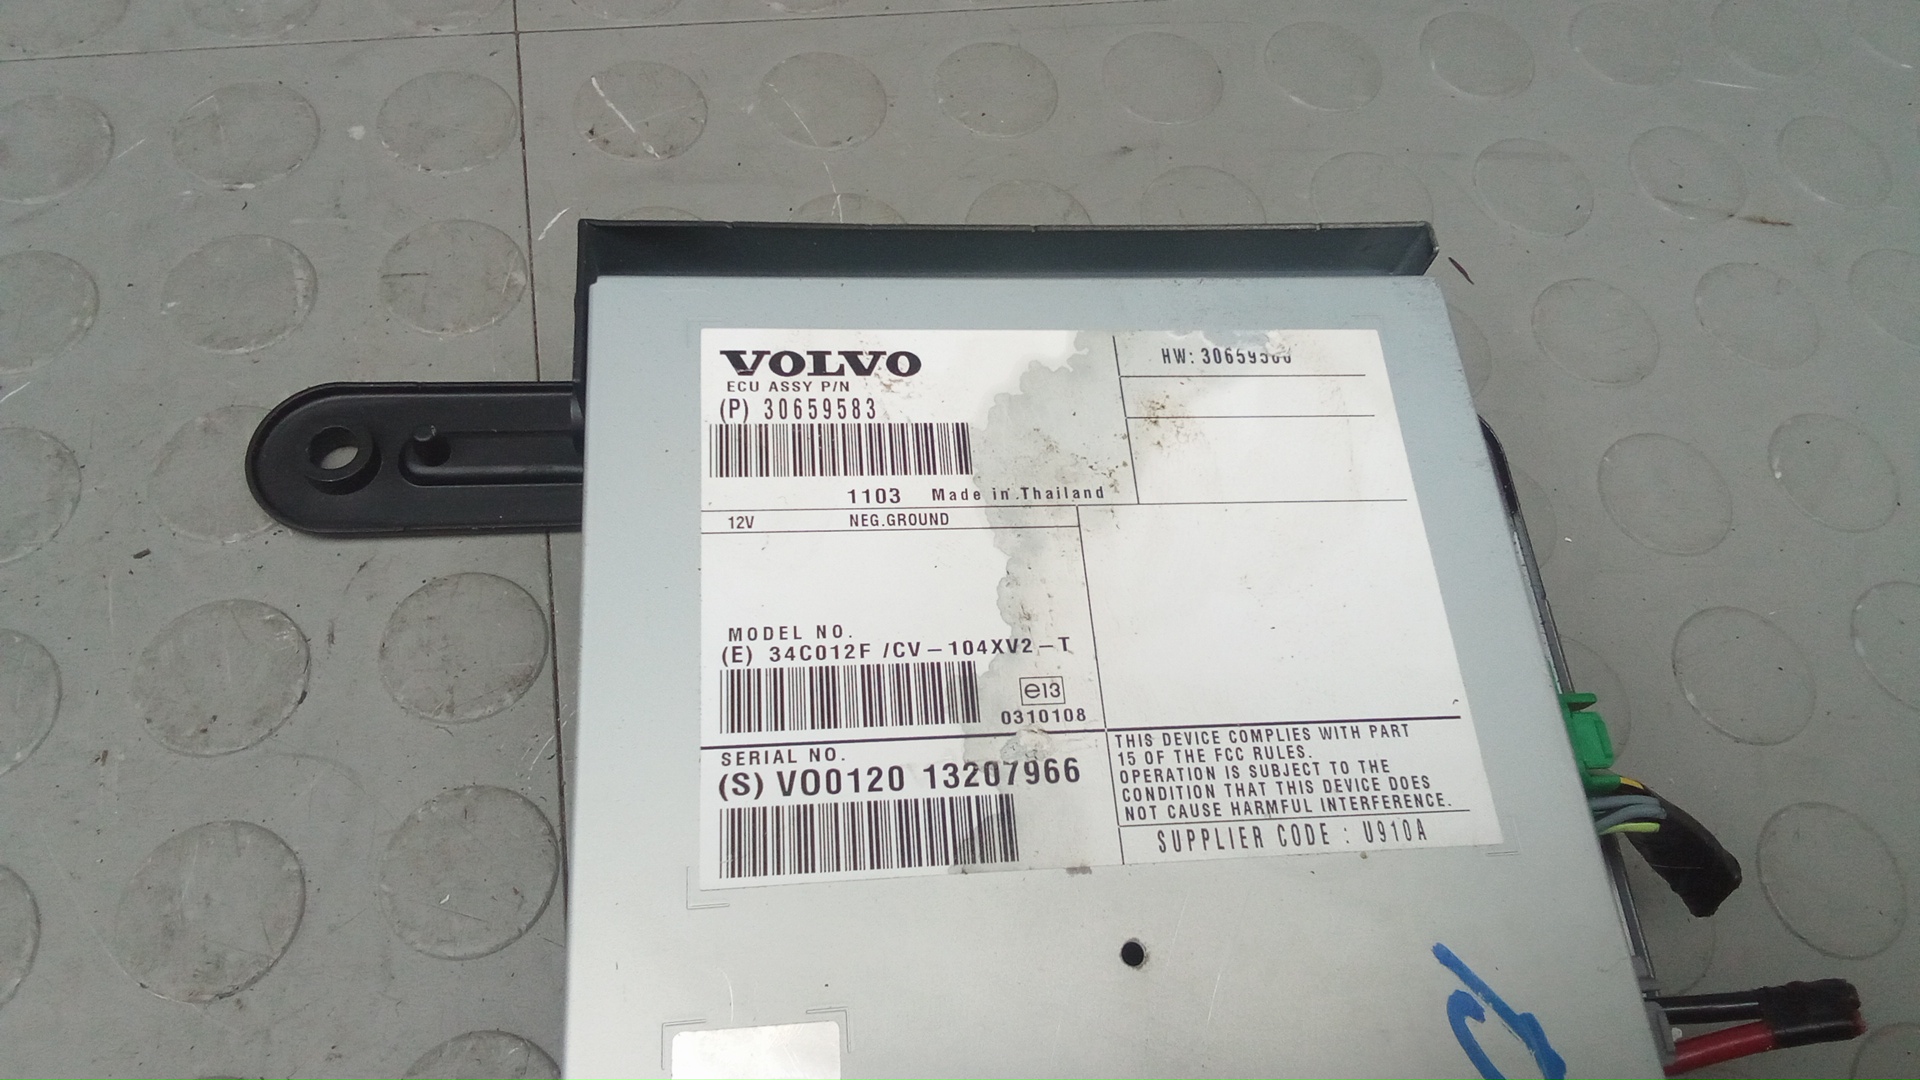 VOLVO
ECU ASSY P/N
(P) 30659583
1103 Made in Thailand
12V NEG.GROUND
MODEL NO.
(E) 34C012F /CV-104XV2-T
e13
0310108
SERIAL NO.
(S) VO0120 13207966
HW:
THIS DEVICE COMPLIES WITH PART
15 OF THE FCC RULES.
OPERATION IS SUBJECT TO THE
CONDITION THAT THIS DEVICE DOES
NOT CAUSE HARMFUL INTERFERENCE.
SUPPLIER CODE : U910A